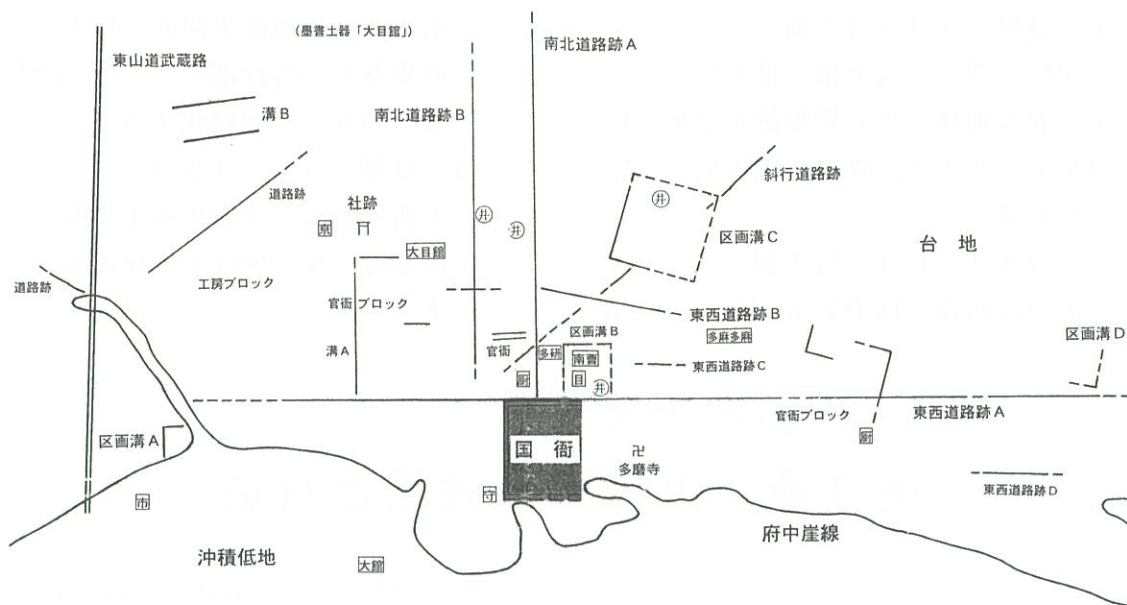 (墨書土器「大目館」)
東山道武蔵路
南北道路跡A
溝B
南北道路跡B
道路跡
斜行道路跡
井
社跡
京
井
井
区画溝C
台地
大目館
道路跡
工房ブロック
官衙ブロック
東西道路跡B
溝A
官衙
区画溝B
多麻多麻
区画溝D
多研
南曹
目
井
東西道路跡C
厨
官衙ブロック
東西道路跡A
厨
区画溝A
国衙
卍
多磨寺
市
守
東西道路跡D
沖積低地
大館
府中崖線